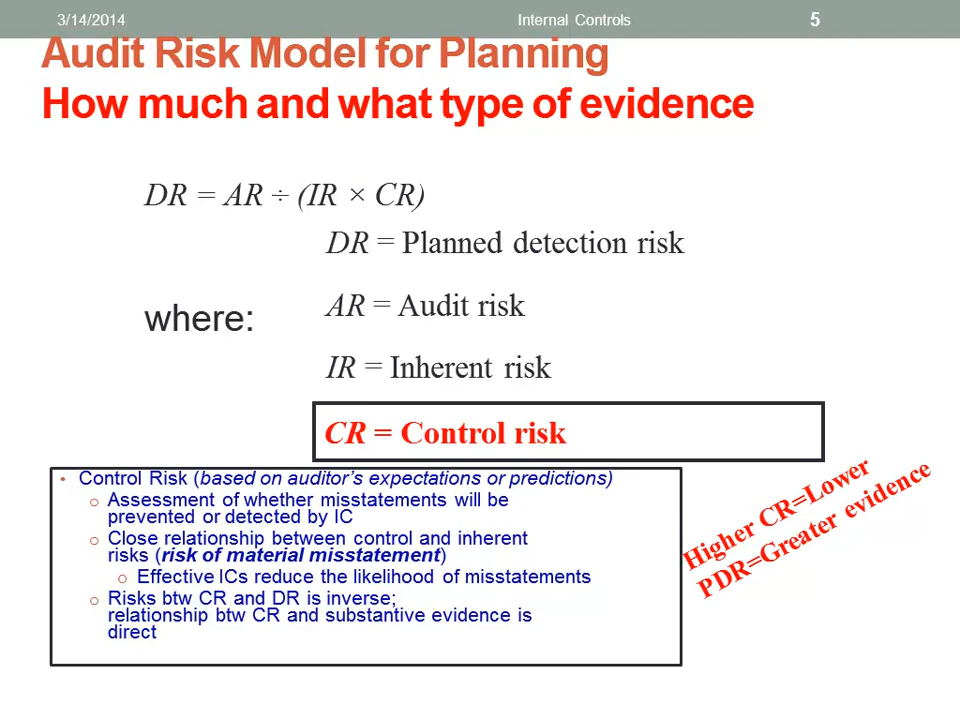 3/14/2014 Internal Controls 5
Audit Risk Model for Planning
How much and what type of evidence
DR = AR ÷ (IR × CR)
DR = Planned detection risk
where:
AR = Audit risk
IR = Inherent risk
CR = Control risk
• Control Risk (based on auditor’s expectations or predictions)
o Assessment of whether misstatements will be
prevented or detected by IC
o Close relationship between control and inherent
risks (risk of material misstatement)
o Effective ICs reduce the likelihood of misstatements
o Risks btw CR and DR is inverse;
relationship btw CR and substantive evidence is
direct
Higher CR=Lower
PDR=Greater evidence